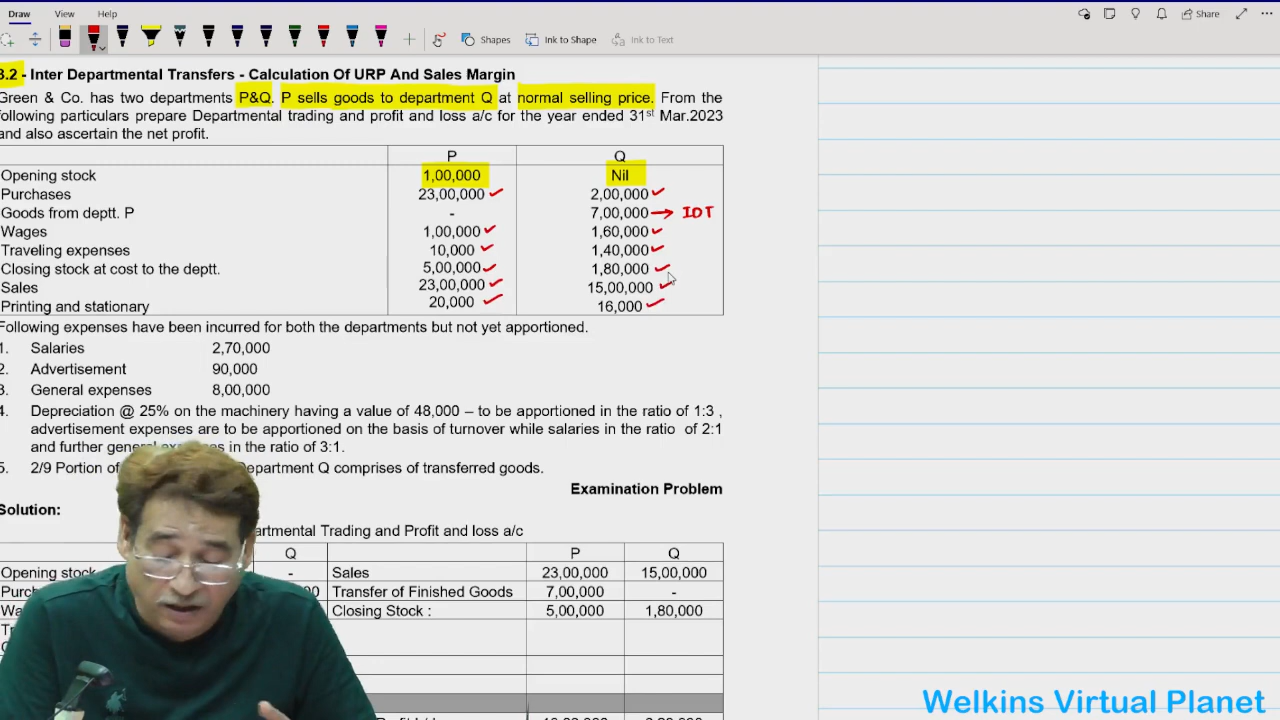 Draw View Help
Share
Shapes Ink to Shape Ink to Text
3.2 - Inter Departmental Transfers - Calculation Of URP And Sales Margin
Green & Co. has two departments P&Q. P sells goods to department Q at normal selling price. From the
following particulars prepare Departmental trading and profit and loss a/c for the year ended 31st Mar.2023
and also ascertain the net profit.
P Q
Opening stock 1,00,000 Nil
Purchases 23,00,000 2,00,000
Goods from deptt. P - 7,00,000 IDT
Wages 1,00,000 1,60,000
Traveling expenses 10,000 1,40,000
Closing stock at cost to the deptt. 5,00,000 1,80,000
Sales 23,00,000 15,00,000
Printing and stationary 20,000 16,000
Following expenses have been incurred for both the departments but not yet apportioned.
1. Salaries 2,70,000
2. Advertisement 90,000
3. General expenses 8,00,000
4. Depreciation @ 25% on the machinery having a value of 48,000 – to be apportioned in the ratio of 1:3 ,
advertisement expenses are to be apportioned on the basis of turnover while salaries in the ratio of 2:1
and further general expenses in the ratio of 3:1.
5. 2/9 Portion of Department Q comprises of transferred goods.
Examination Problem
Solution:
Trading and Profit and loss a/c
Q P Q
Opening stock - Sales 23,00,000 15,00,000
Transfer of Finished Goods 7,00,000 -
Closing Stock : 5,00,000 1,80,000
Welkins Virtual Planet